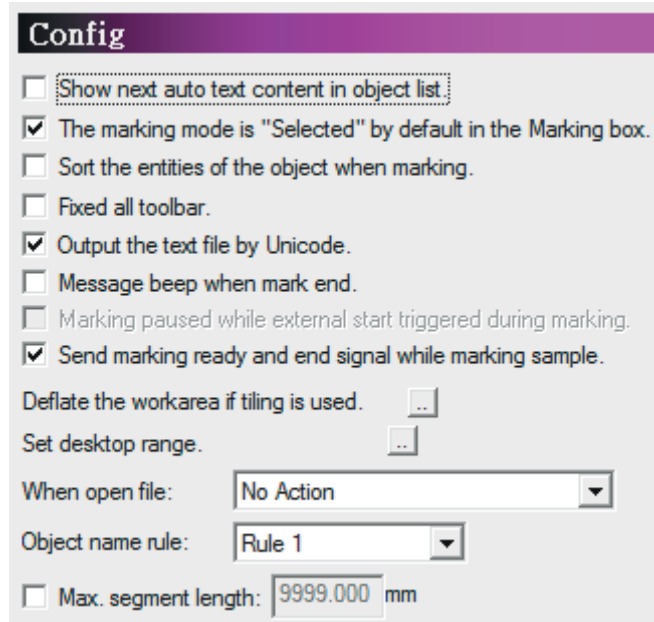 Config
Show next auto text content in object list.
The marking mode is "Selected" by default in the Marking box.
Sort the entities of the object when marking.
Fixed all toolbar.
Output the text file by Unicode.
Message beep when mark end.
Marking paused while external start triggered during marking.
Send marking ready and end signal while marking sample.
Deflate the workarea if tiling is used. ..
Set desktop range. ..
When open file: No Action
Object name rule: Rule 1
Max. segment length: 9999.000 mm